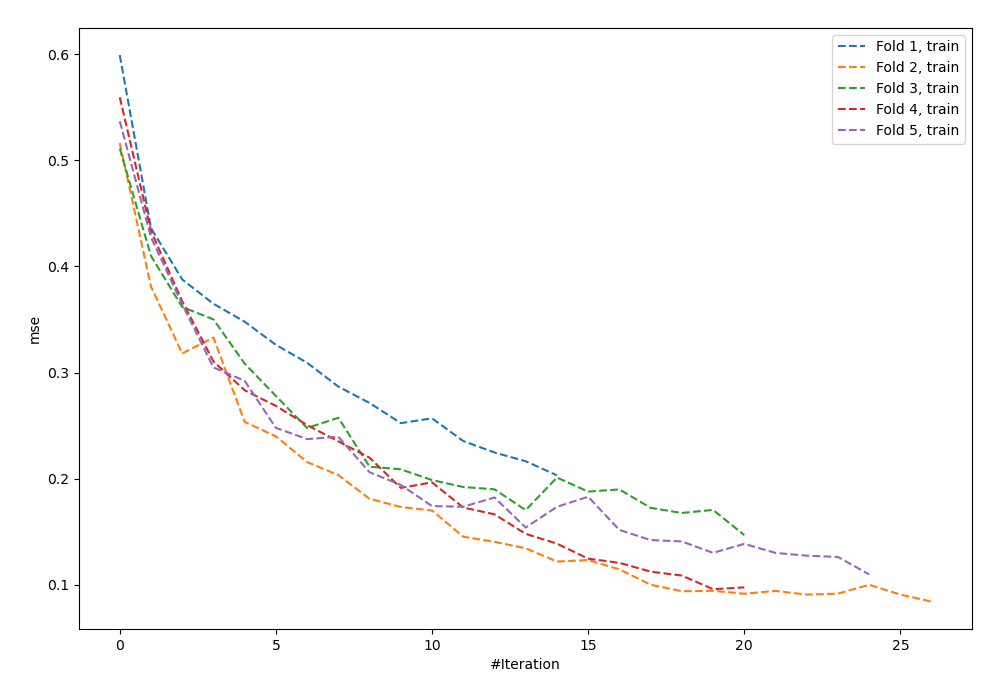 Fold 1, train
Fold 2, train
Fold 3, train
Fold 4, train
Fold 5, train
0.6
0.5
0.4
0.3
0.2
0.1
mse
0 5 10 15 20 25
#Iteration